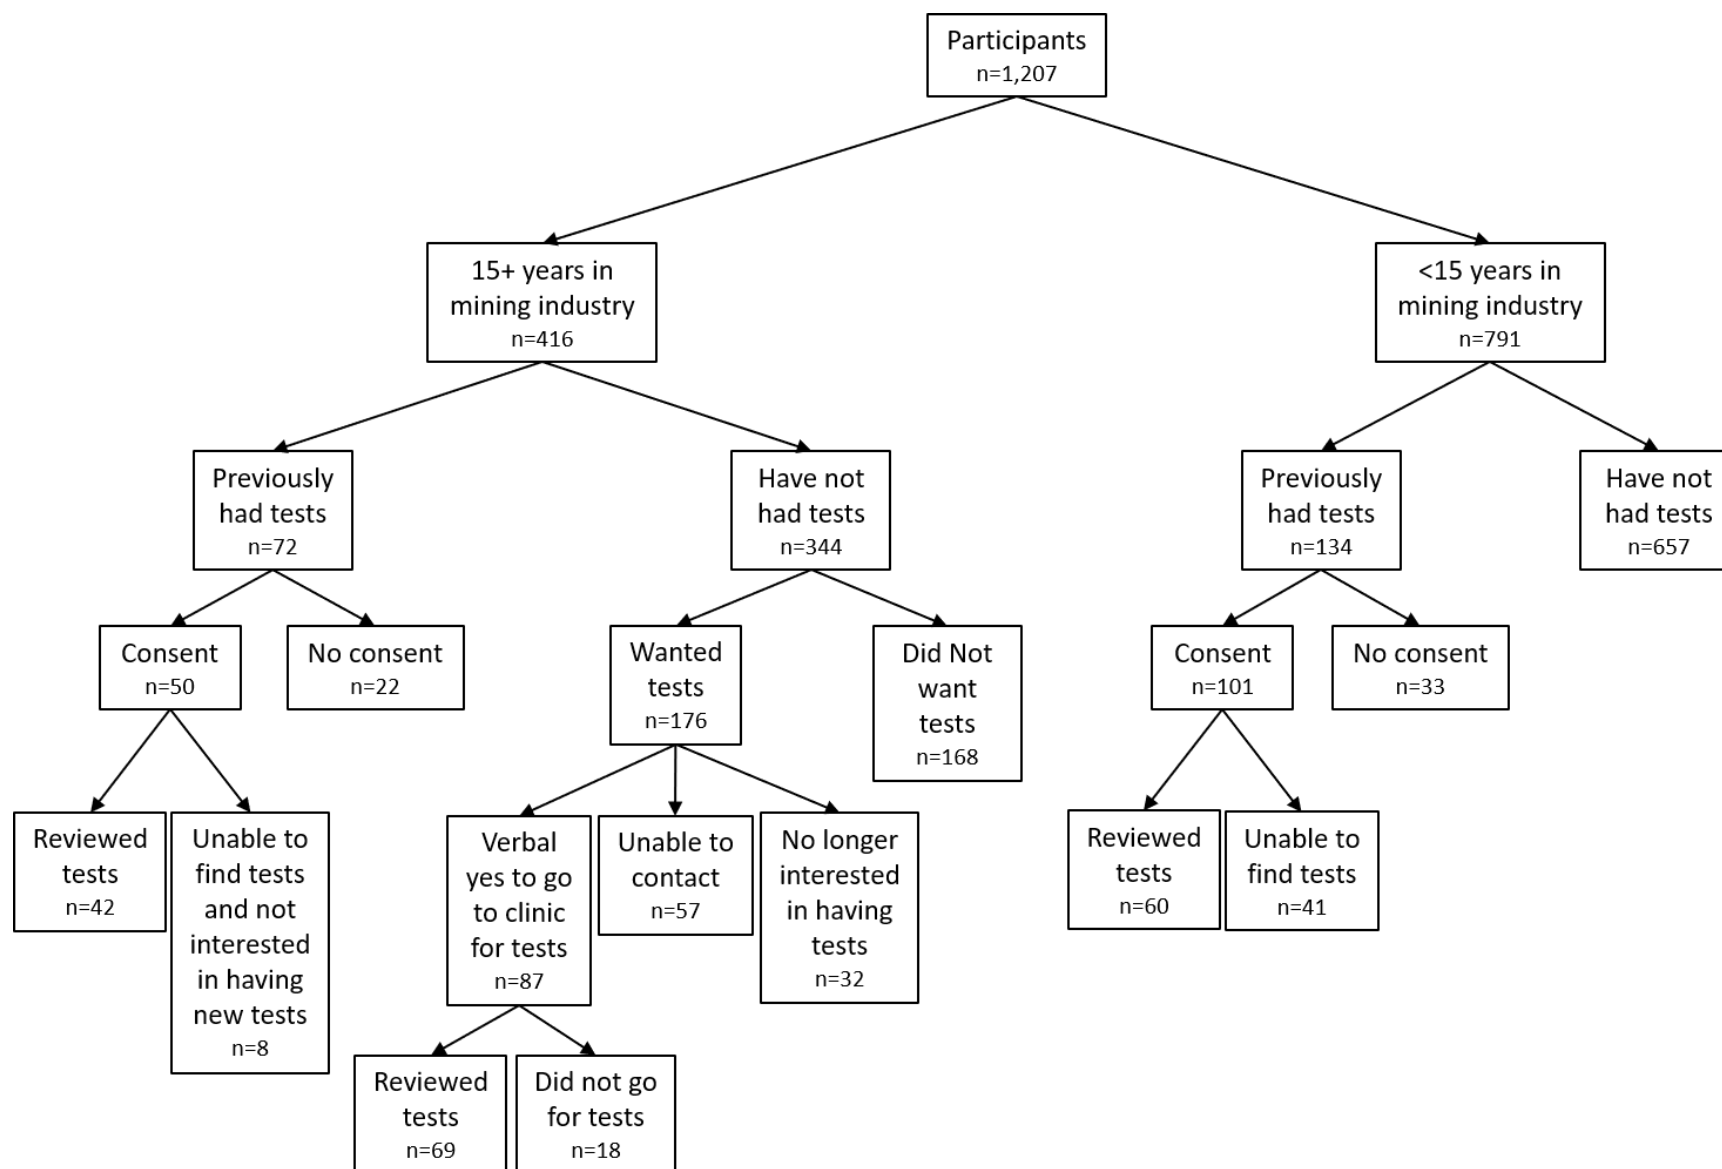 Participants
n=1,207
15+ years in
mining industry
n=416
<15 years in
mining industry
n=791
Previously
had tests
n=72
Have not
had tests
n=344
Previously
had tests
n=134
Have not
had tests
n=657
Consent
n=50
No consent
n=22
Wanted
tests
n=176
Did Not
want
tests
n=168
Consent
n=101
No consent
n=33
Reviewed
tests
n=42
Unable to
find tests
and not
interested
in having
new tests
n=8
Verbal
yes to go
to clinic
for tests
n=87
Unable to
contact
n=57
No longer
interested
in having
tests
n=32
Reviewed
tests
n=60
Unable to
find tests
n=41
Reviewed
tests
n=69
Did not go
for tests
n=18